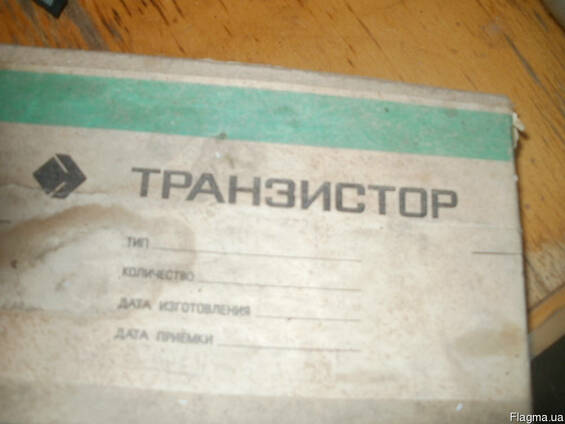 ТРАНЗИСТОР
ТИП
КОЛИЧЕСТВО
ДАТА ИЗГОТОВЛЕНИЯ
ДАТА ПРИЁМКИ
Flagma.ua